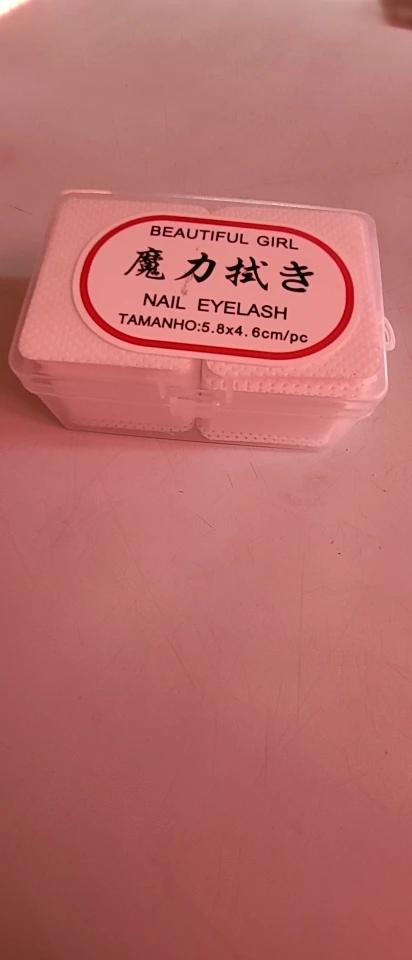 BEAUTIFUL GIRL
魔力拭き
NAIL EYELASH
TAMANHO:5.8x4.6cm/pc